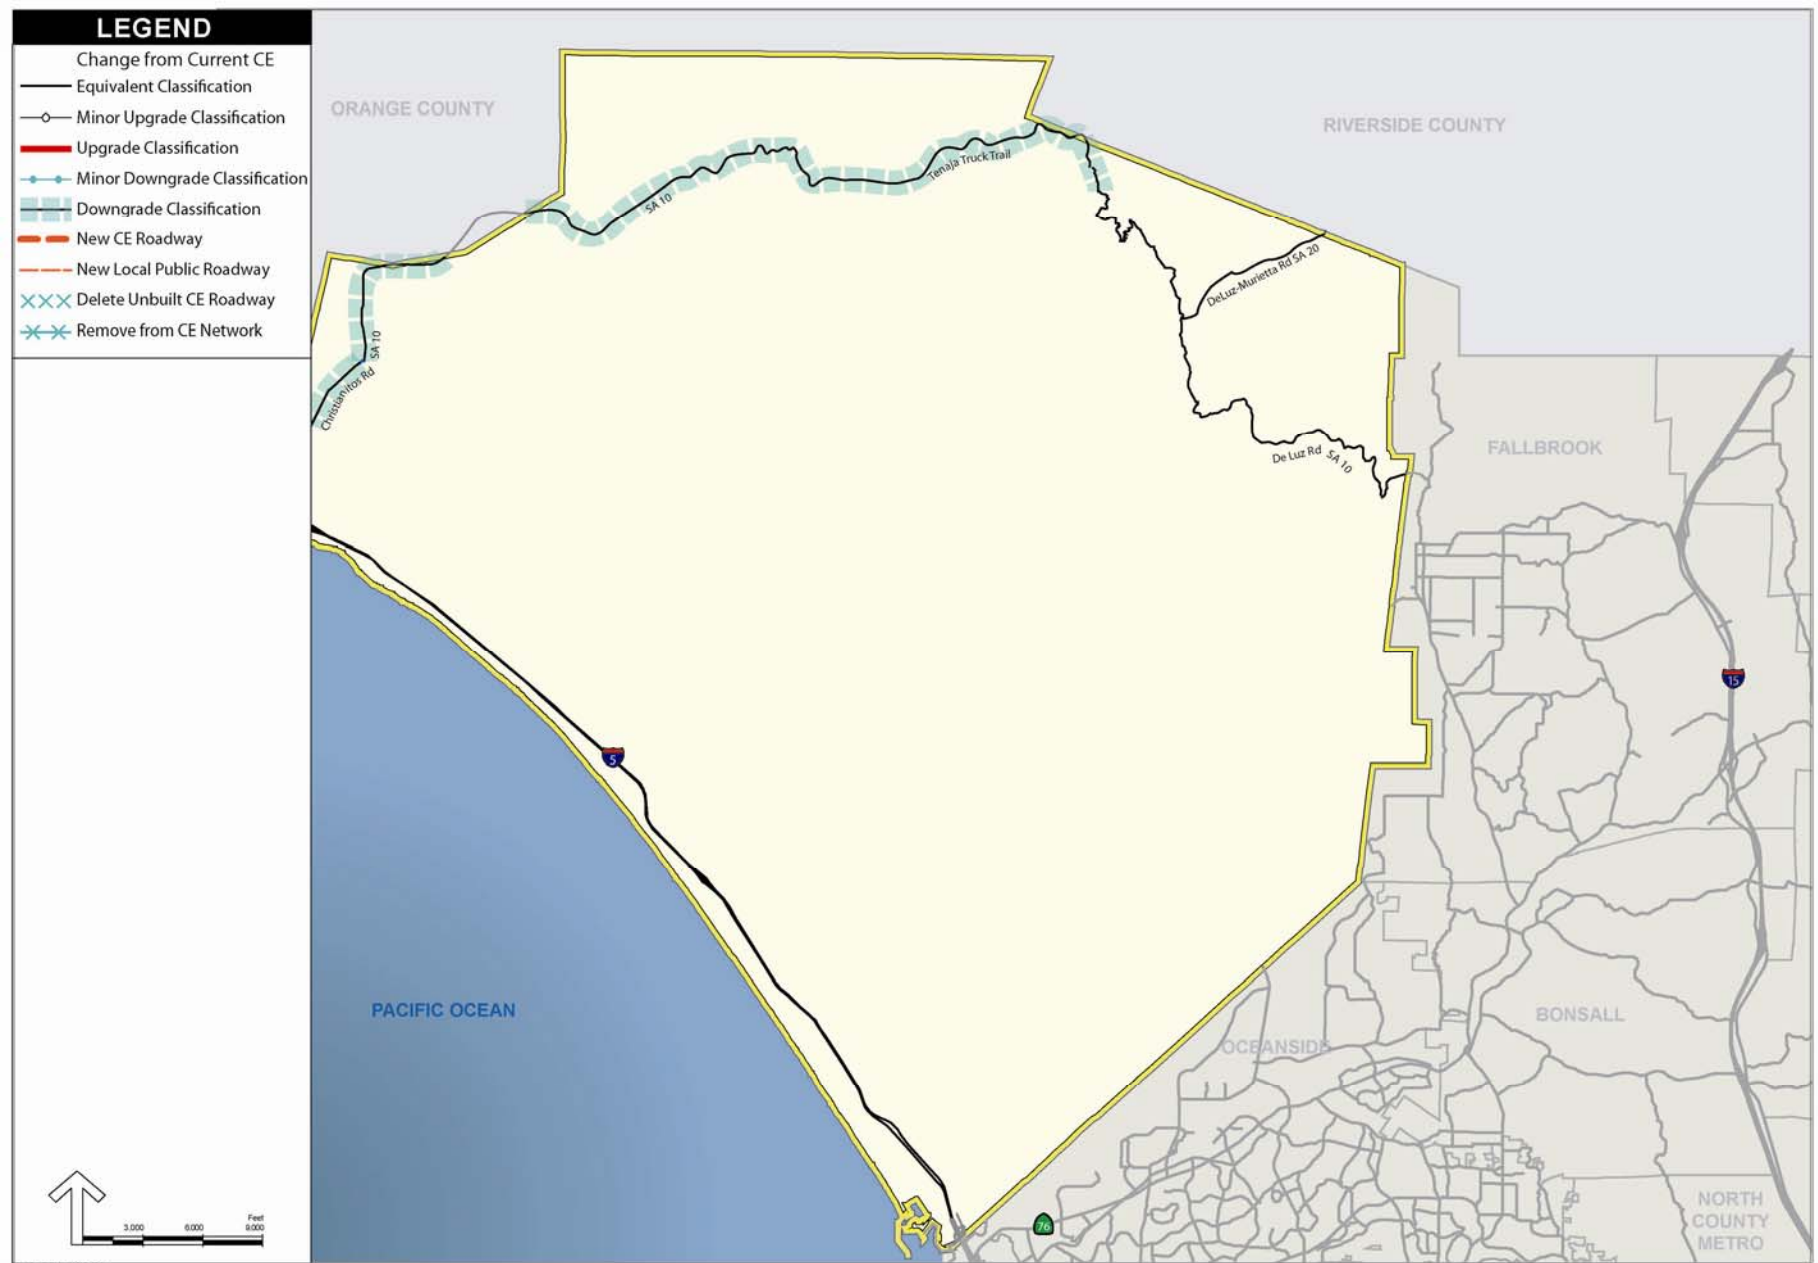 LEGEND
Change from Current CE
Equivalent Classification
Minor Upgrade Classification
Upgrade Classification
Minor Downgrade Classification
Downgrade Classification
New CE Roadway
New Local Public Roadway
Delete Unbuilt CE Roadway
Remove from CE Network
ORANGE COUNTY
RIVERSIDE COUNTY
Tenaja Truck Trail
SA 10
DeLuz-Murietta Rd SA 20
SA 10
Christianitos Rd
De Luz Rd SA 10
FALLBROOK
15
5
PACIFIC OCEAN
BONSALL
OCEANSIDE
76
NORTH
COUNTY
METRO
Feet
3,000 6,000 9,000